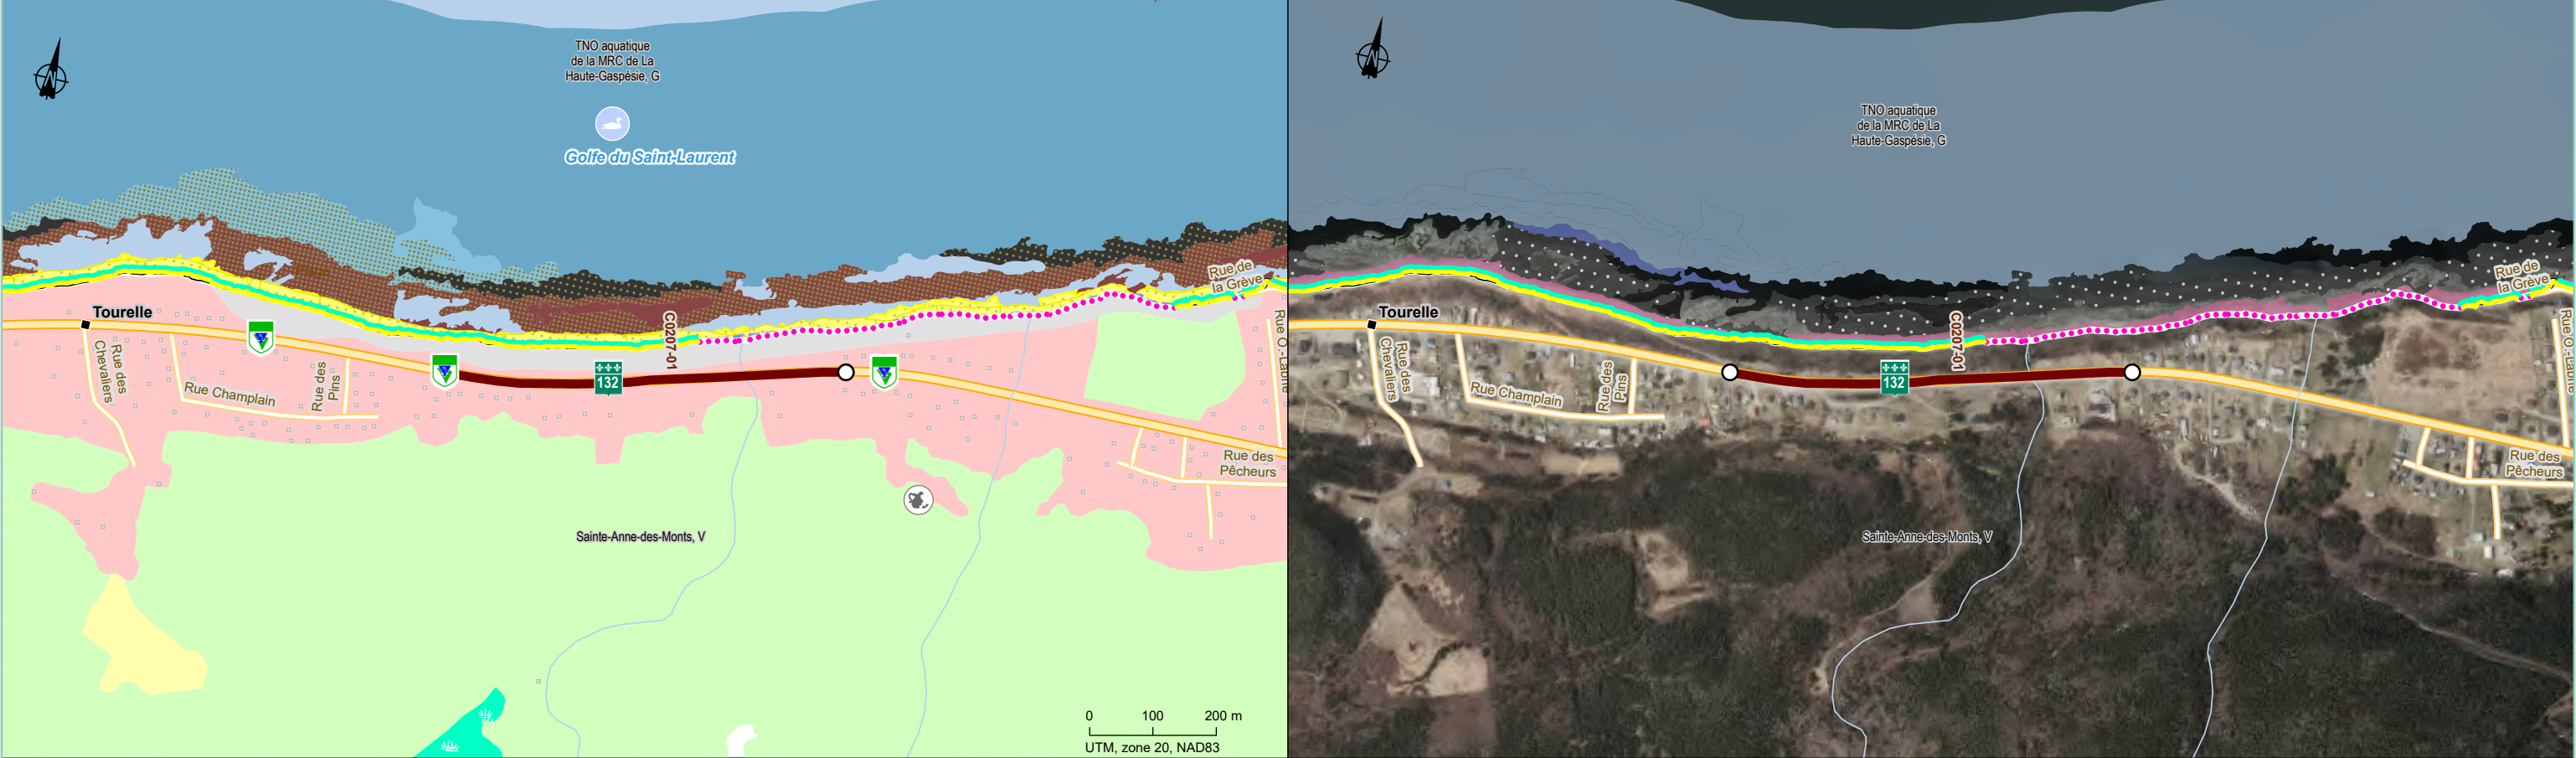 TNO aquatique
de la MRC de La
Haute-Gaspésie, G
Golfe du Saint-Laurent
Rue de
la Grève
Tourelle
C0207-01
Rue des
Chevaliers
Rue Champlain
Rue des
Pins
132
Rue des
Pêcheurs
Sainte-Anne-des-Monts, V
0 100 200 m
UTM, zone 20, NAD83
N
TNO aquatique
de la MRC de La
Haute-Gaspésie, G
Rue de
la Grève
Tourelle
C0207-01
Rue des
Chevaliers
Rue Champlain
Rue des
Pins
132
Rue des
Pêcheurs
Sainte-Anne-des-Monts, V
N